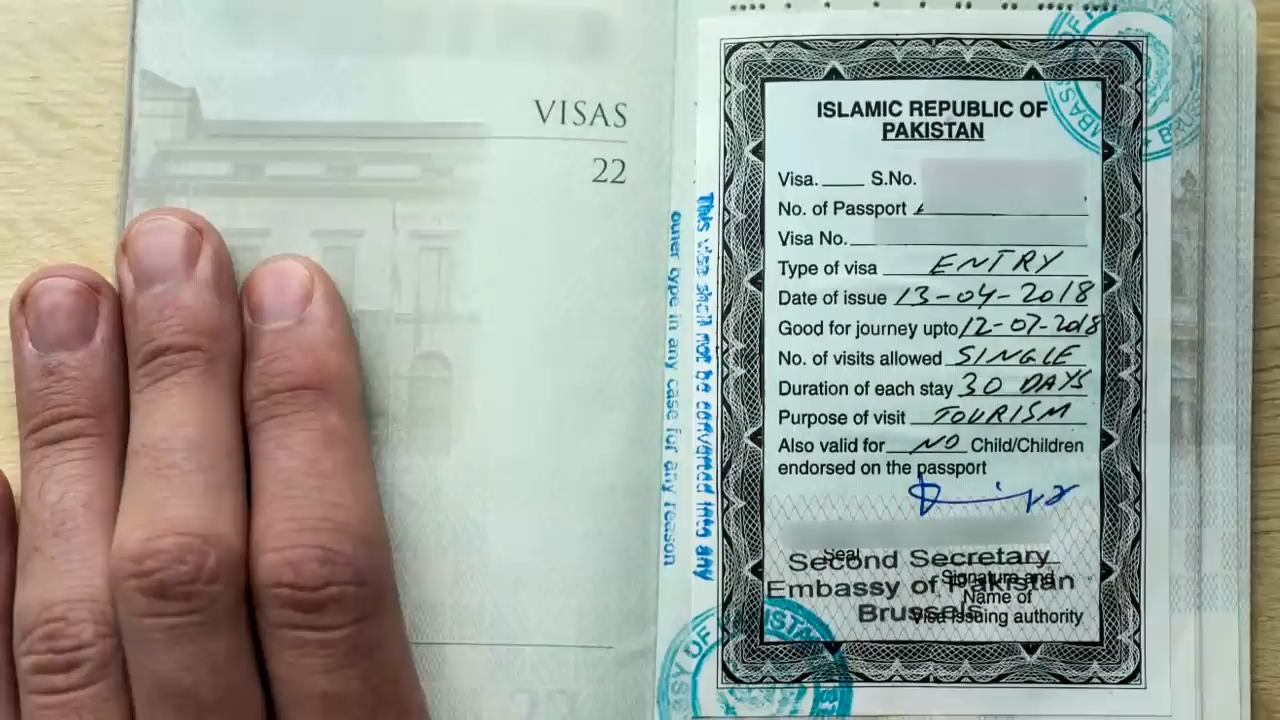 VISAS
22
This visa shall not be converted into any
other type in any case for any reason
ISLAMIC REPUBLIC OF
PAKISTAN
Visa. ____ S.No.
No. of Passport
Visa No.
Type of visa ENTRY
Date of issue 13-04-2018
Good for journey upto 12-07-2018
No. of visits allowed SINGLE
Duration of each stay 30 DAYS
Purpose of visit TOURISM
Also valid for NO Child/Children
endorsed on the passport
Seal
Second Secretary
Signature and
Embassy of Pakistan
Name of
Brussels
Visa issuing authority